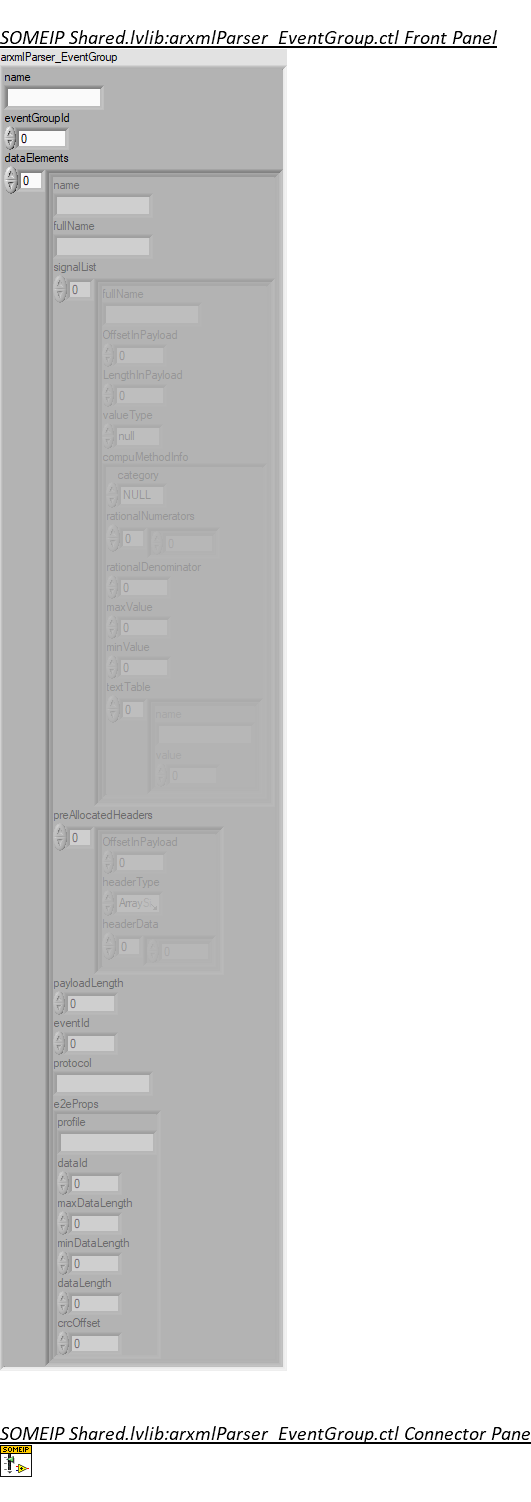 SOMEIP Shared.lvlib:arxmlParser_EventGroup.ctl Front Panel
arxmlParser_EventGroup
name
eventGroupId
0
dataElements
0
name
fullName
signalList
0
fullName
OffsetInPayload
0
LengthInPayload
0
valueType
null
compuMethodInfo
category
NULL
rationalNumerators
0
0
rationalDenominator
0
maxValue
0
minValue
0
textTable
0
name
value
0
preAllocatedHeaders
0
OffsetInPayload
0
headerType
headerData
0
0
payloadLength
0
eventId
0
protocol
e2eProps
profile
dataId
0
maxDataLength
0
minDataLength
0
dataLength
0
crcOffset
0
SOMEIP Shared.lvlib:arxmlParser_EventGroup.ctl Connector Pane
SOMEIP